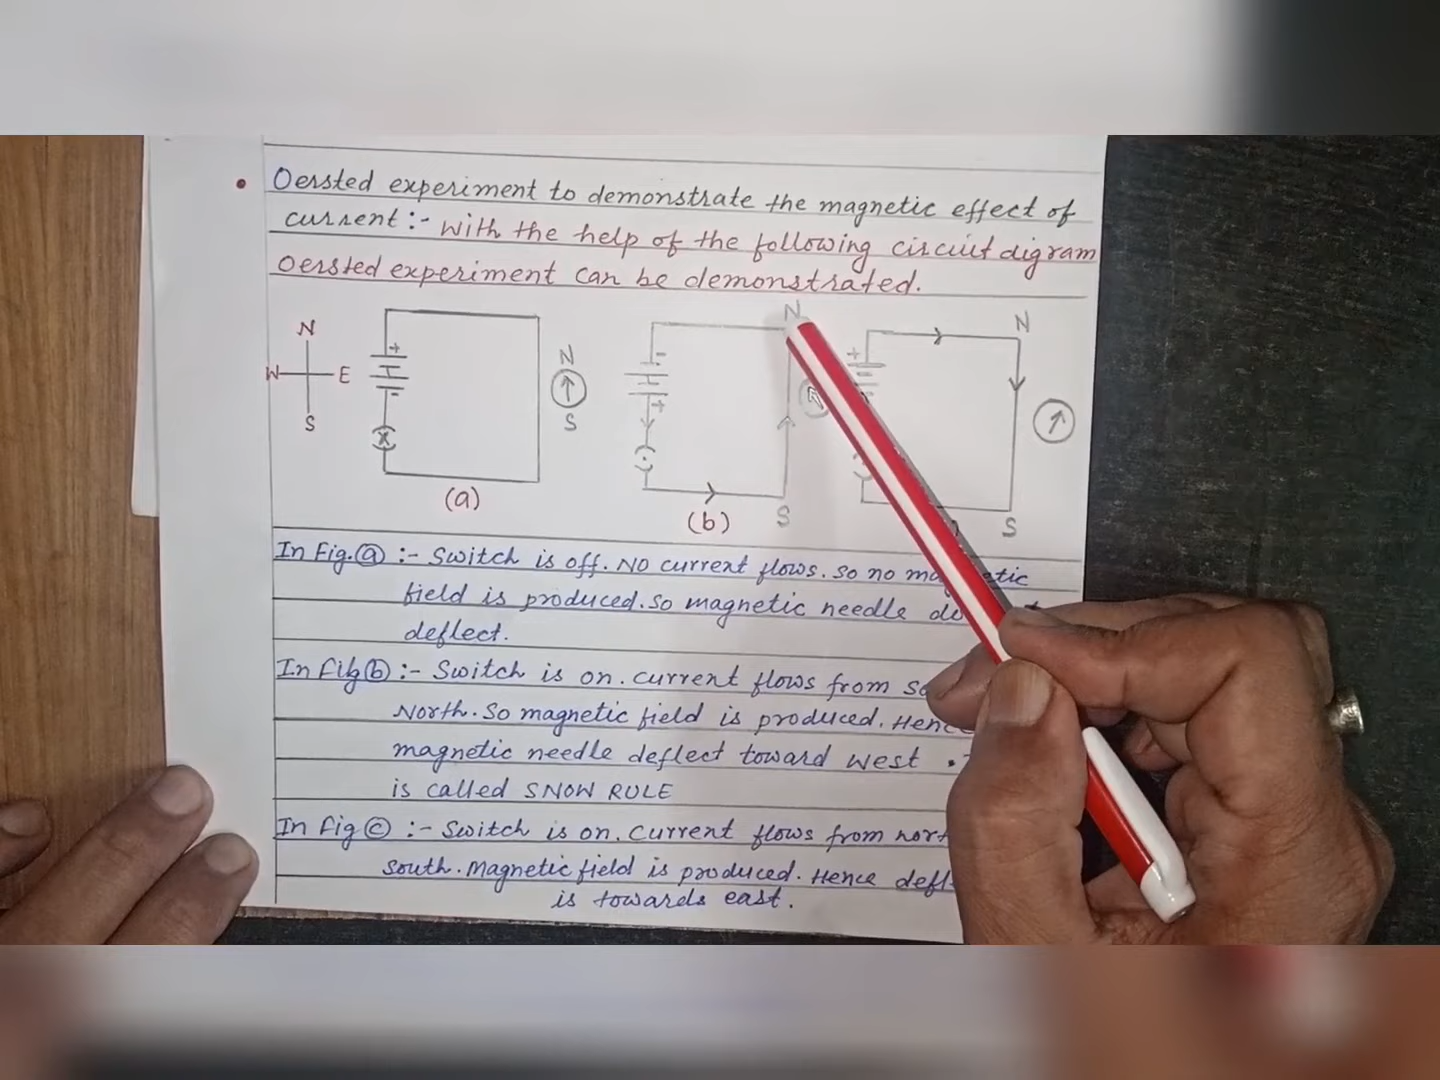 • Oersted experiment to demonstrate the magnetic effect of
current:- With the help of the following circuit digram
Oersted experiment can be demonstrated.
N
W E
S
+
-
(a)
N
S
-
+
(b)
N
S
+
N
S
In Fig. (a) :- Switch is off. No current flows. So no
field is produced. So magnetic needle
deflect.
In Fig (b) :- Switch is on. Current flows from
North. So magnetic field is produced.
magnetic needle deflect toward west.
is called SNOW RULE
In Fig (c) :- Switch is on. Current flows from
South. Magnetic field is produced. Hence
is towards east.